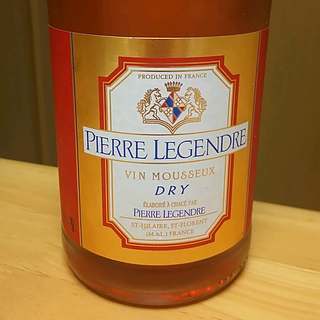 PRODUCED IN FRANCE
PIERRE LEGENDRE
VIN MOUSSEUX
DRY
ÉLABORÉ À CHACÉ PAR
PIERRE LEGENDRE
ST-HILAIRE, ST-FLORENT
(M.&L.) FRANCE